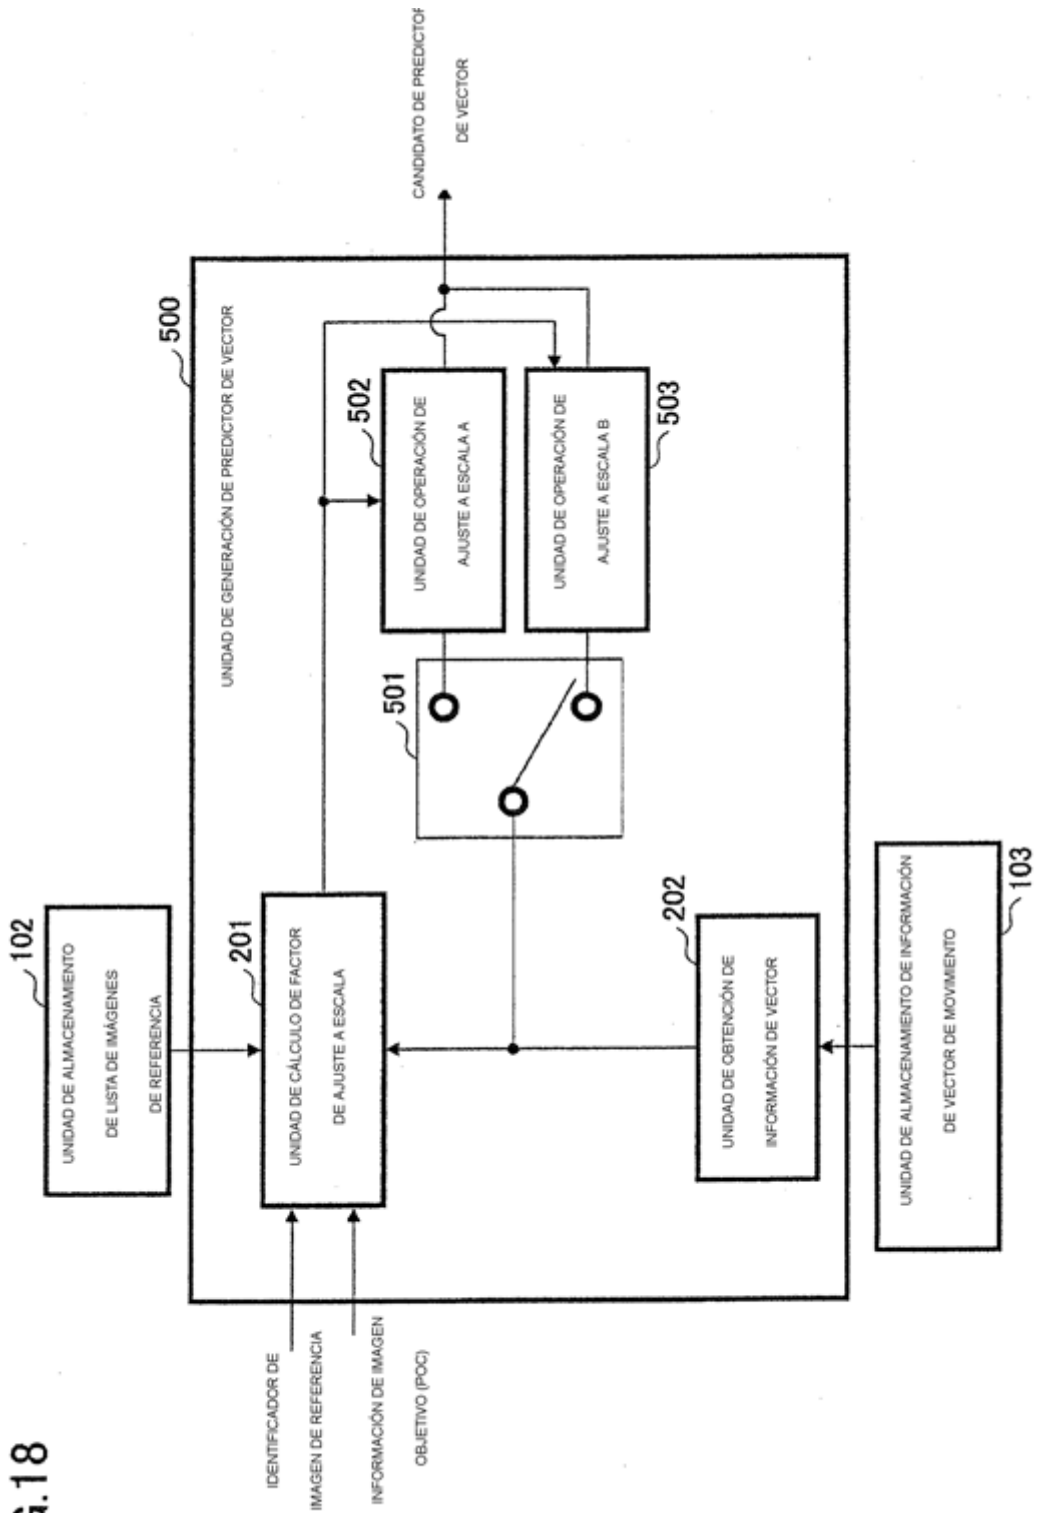 G.18
102
UNIDAD DE ALMACENAMIENTO
DE LISTA DE IMÁGENES
DE REFERENCIA
500
UNIDAD DE GENERACIÓN DE PREDICTOR DE VECTOR
IDENTIFICADOR DE
IMAGEN DE REFERENCIA
INFORMACIÓN DE IMAGEN
OBJETIVO (POC)
201
UNIDAD DE CÁLCULO DE FACTOR
DE AJUSTE A ESCALA
502
UNIDAD DE OPERACIÓN DE
AJUSTE A ESCALA A
501
UNIDAD DE OPERACIÓN DE
AJUSTE A ESCALA B
503
CANDIDATO DE PREDICTOR
DE VECTOR
202
UNIDAD DE OBTENCIÓN DE
INFORMACIÓN DE VECTOR
UNIDAD DE ALMACENAMIENTO DE INFORMACIÓN
DE VECTOR DE MOVIMIENTO
103